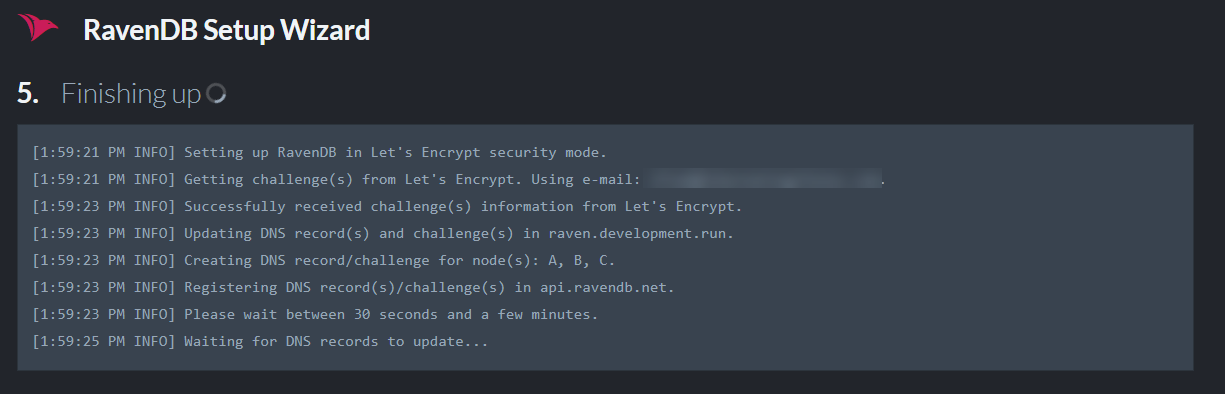 RavenDB Setup Wizard
5. Finishing up
[1:59:21 PM INFO] Setting up RavenDB in Let's Encrypt security mode.
[1:59:21 PM INFO] Getting challenge(s) from Let's Encrypt. Using e-mail: .
[1:59:23 PM INFO] Successfully received challenge(s) information from Let's Encrypt.
[1:59:23 PM INFO] Updating DNS record(s) and challenge(s) in raven.development.run.
[1:59:23 PM INFO] Creating DNS record/challenge for node(s): A, B, C.
[1:59:23 PM INFO] Registering DNS record(s)/challenge(s) in api.ravendb.net.
[1:59:23 PM INFO] Please wait between 30 seconds and a few minutes.
[1:59:25 PM INFO] Waiting for DNS records to update...